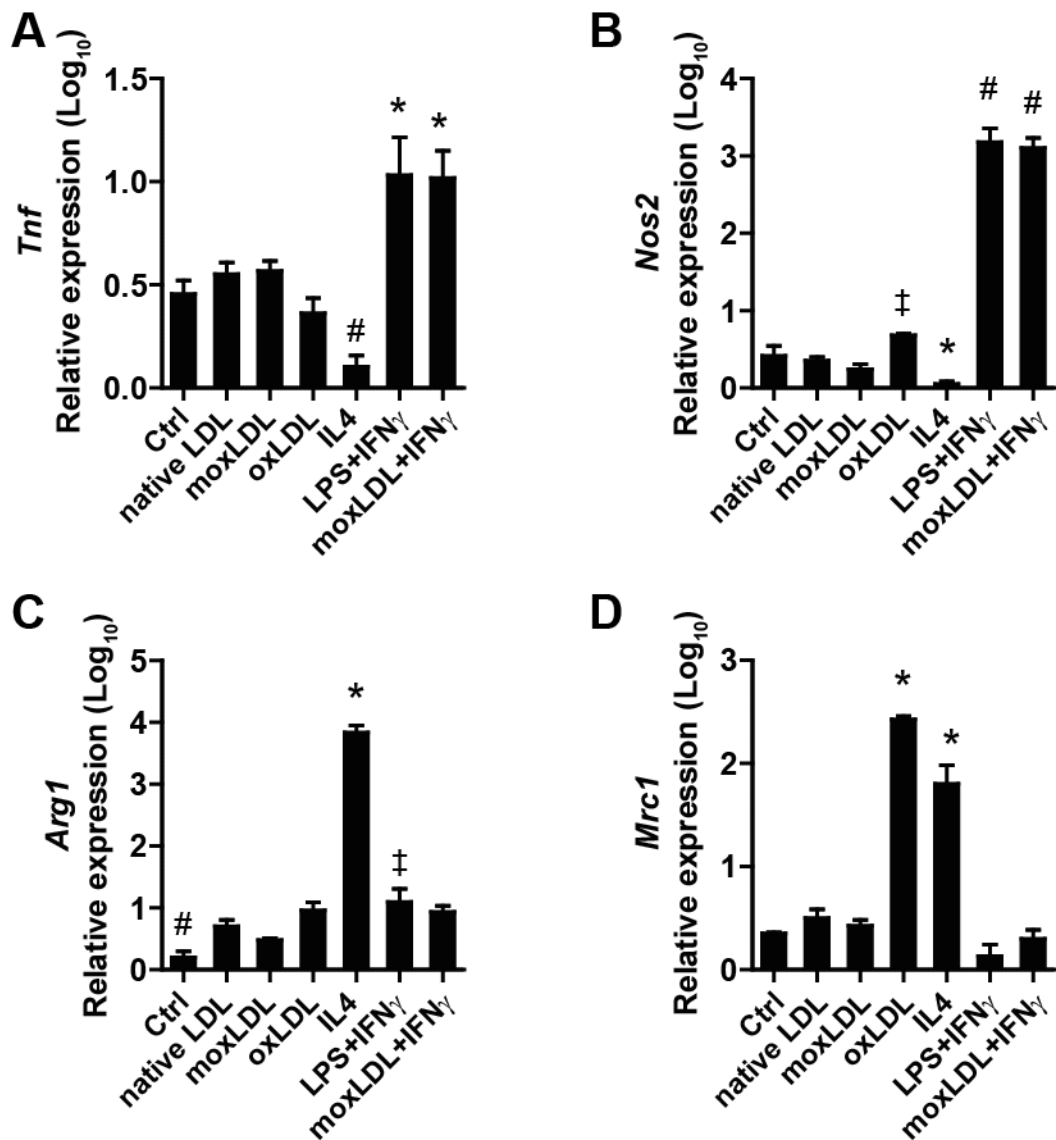 A
Tnf
Relative expression (Log10)
1.5
1.0
0.5
0.0
#
*
*
Ctrl
native LDL
moxLDL
oxLDL
IL4
LPS+IFNγ
moxLDL+IFNγ
B
Nos2
Relative expression (Log10)
4
3
2
1
0
‡
*
#
#
Ctrl
native LDL
moxLDL
oxLDL
IL4
LPS+IFNγ
moxLDL+IFNγ
C
Arg1
Relative expression (Log10)
5
4
3
2
1
0
#
*
‡
Ctrl
native LDL
moxLDL
oxLDL
IL4
LPS+IFNγ
moxLDL+IFNγ
D
Mrc1
Relative expression (Log10)
3
2
1
0
*
*
Ctrl
native LDL
moxLDL
oxLDL
IL4
LPS+IFNγ
moxLDL+IFNγ